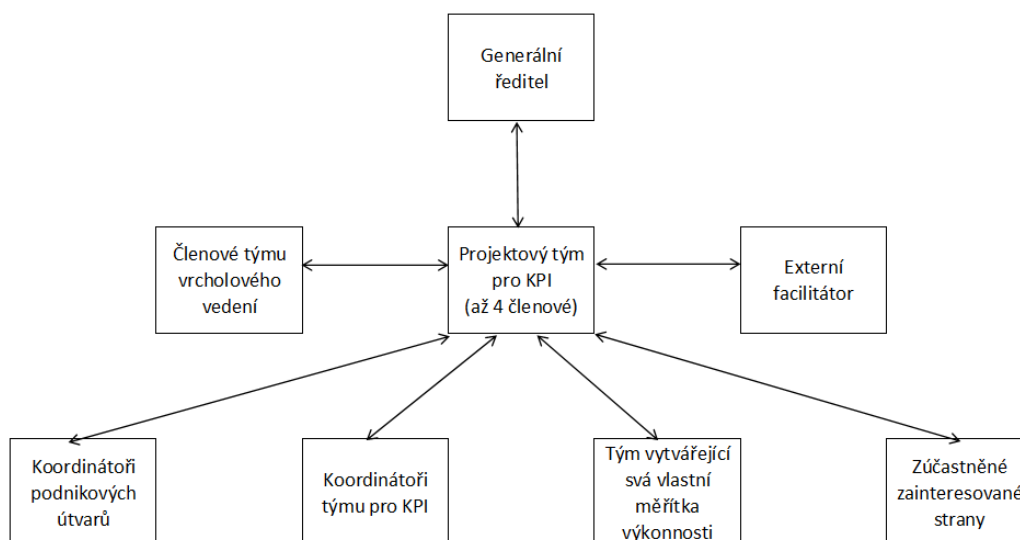 Generální
ředitel
Členové týmu
vrcholového
vedení
Projektový tým
pro KPI
(až 4 členové)
Externí
facilitátor
Koordinátoři
podnikových
útvarů
Koordinátoři
týmu pro KPI
Tým vytvářející
svá vlastní
měřítka
výkonnosti
Zúčastněné
zainteresované
strany